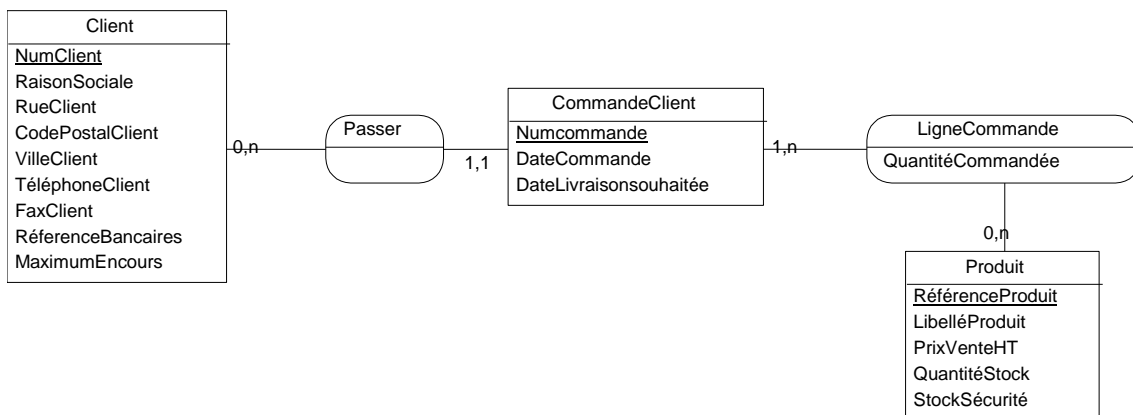 Client
NumClient
RaisonSociale
RueClient
CodePostalClient
VilleClient
TéléphoneClient
FaxClient
RéferenceBancaires
MaximumEncours
0,n
Passer
1,1
CommandeClient
Numcommande
DateCommande
DateLivraisonsouhaitée
1,n
LigneCommande
QuantitéCommandée
0,n
Produit
RéférenceProduit
LibelléProduit
PrixVenteHT
QuantitéStock
StockSécurité